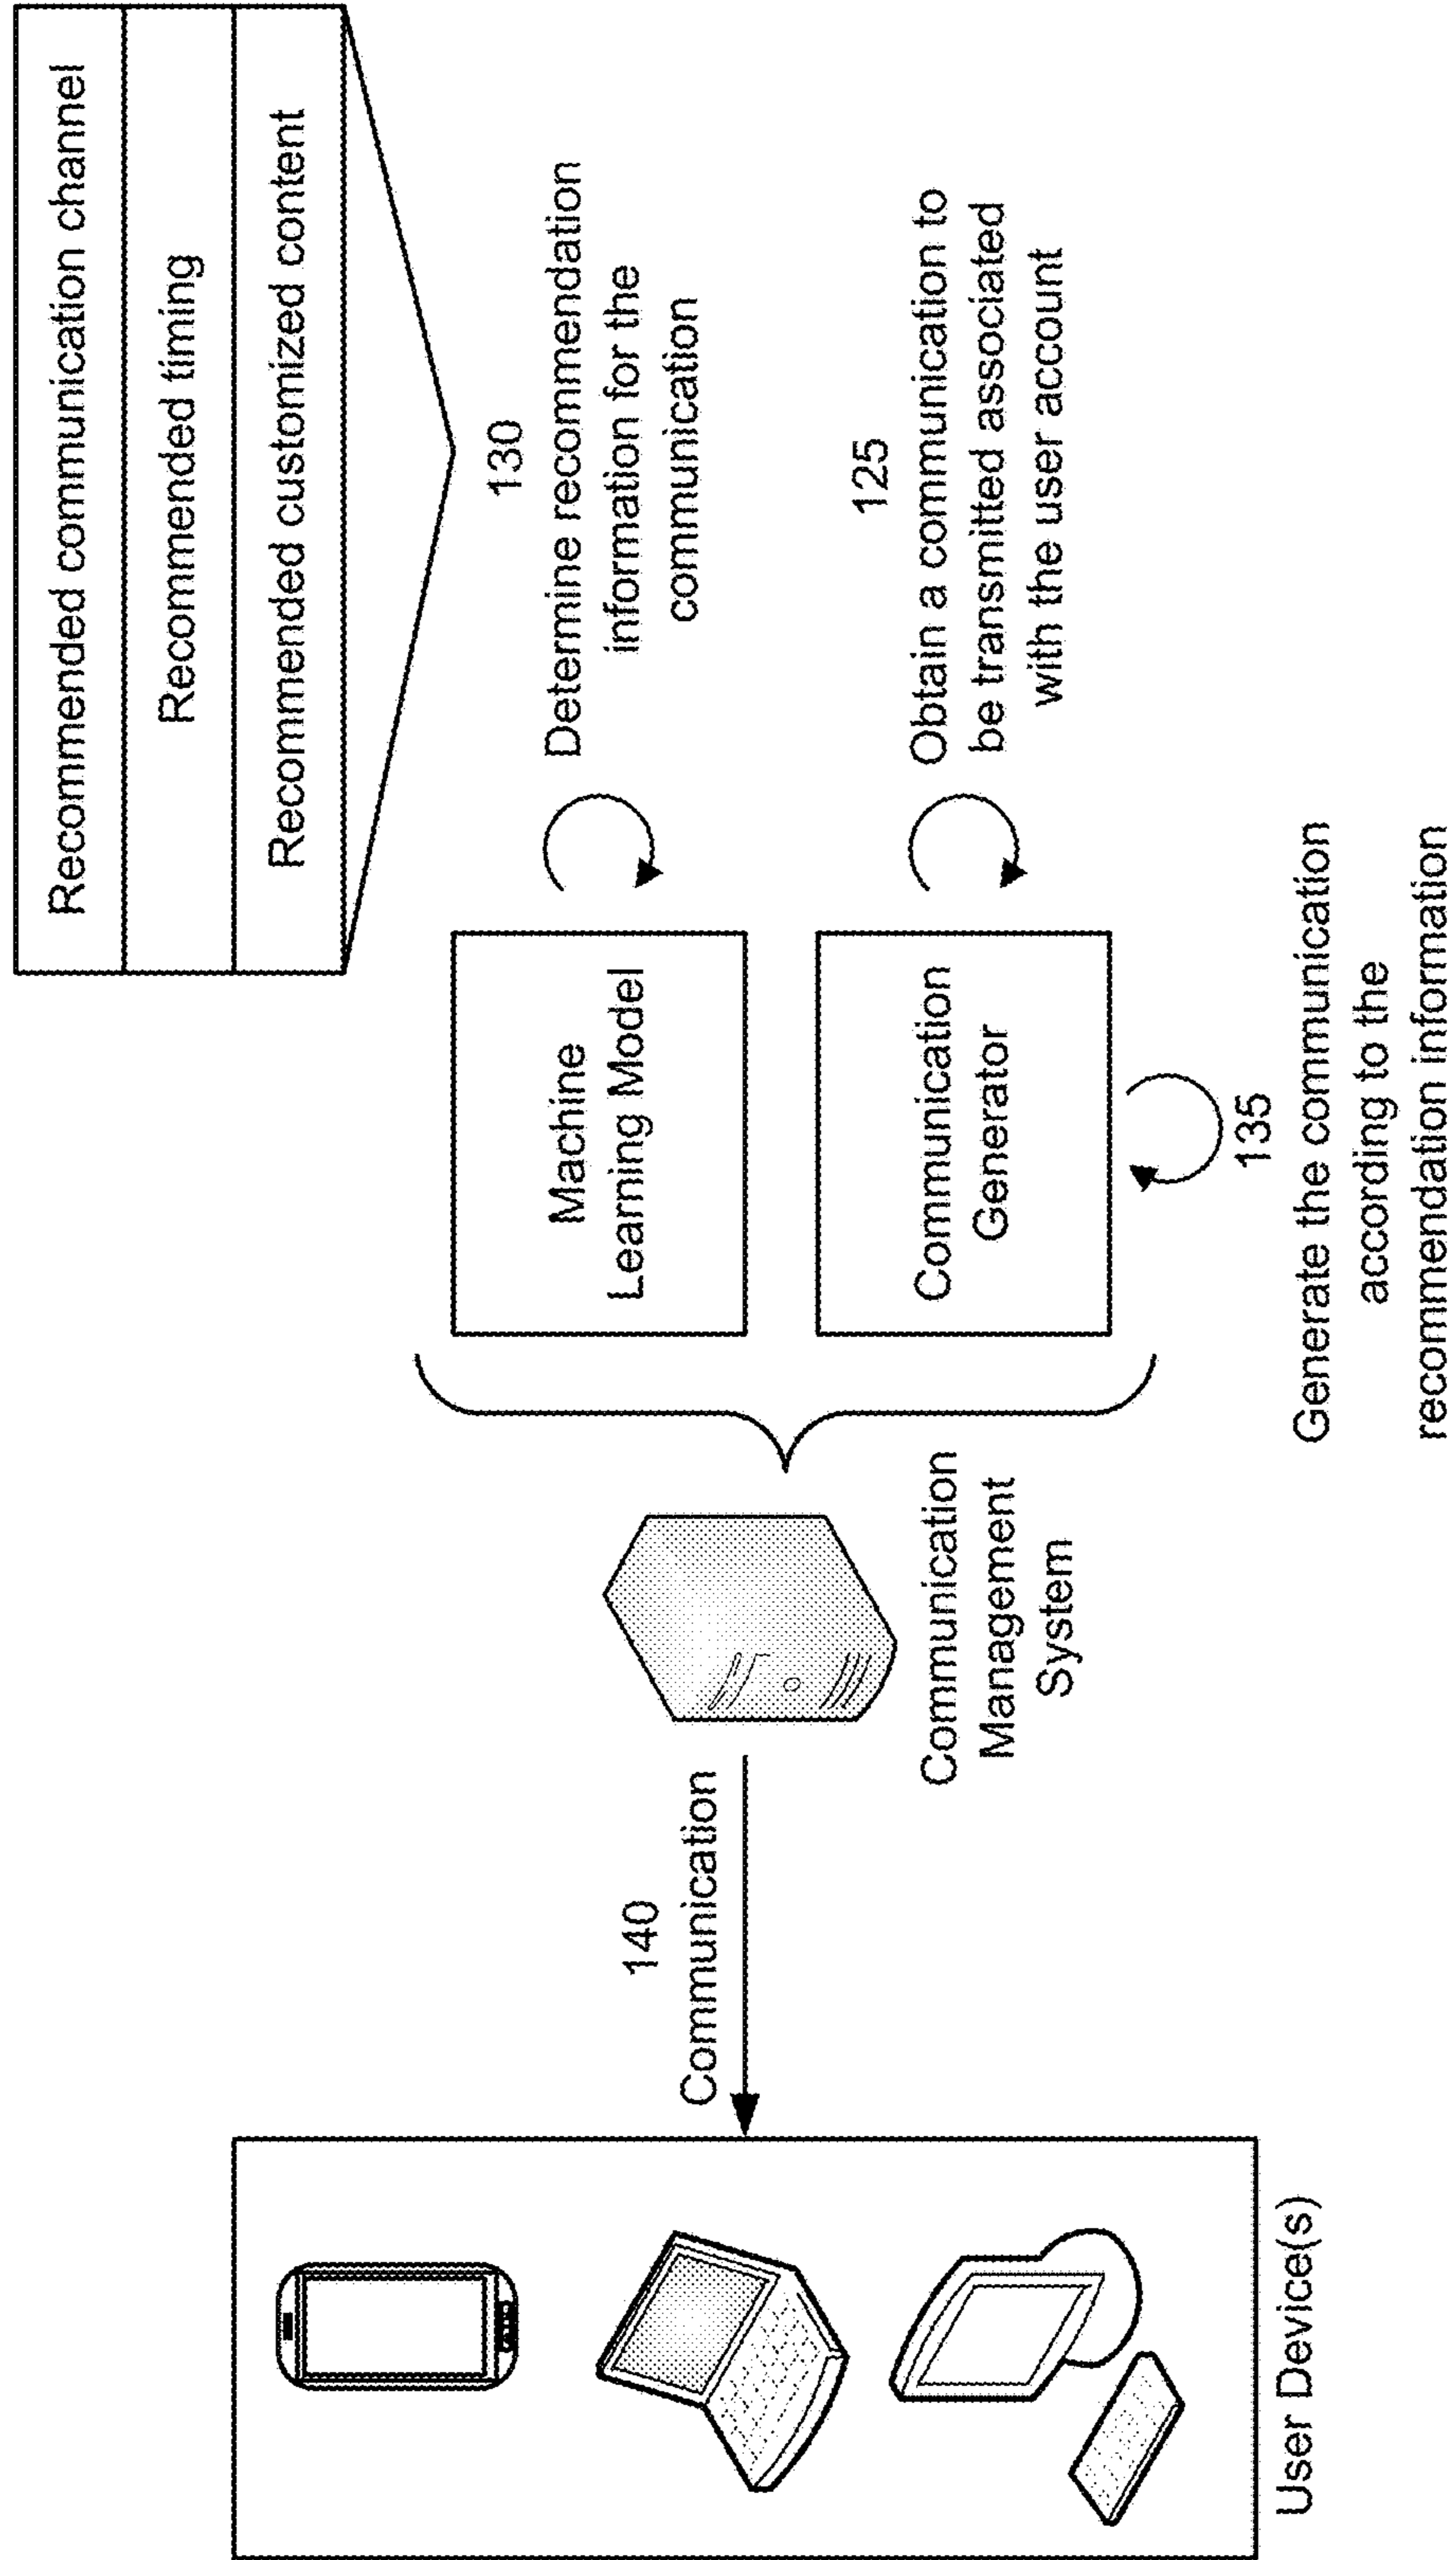 Recommended communication channel
Recommended timing
Recommended customized content
130
Determine recommendation
information for the
communication
Machine
Learning Model
125
Obtain a communication to
be transmitted associated
with the user account
Communication
Generator
135
Generate the communication
according to the
recommendation information
Communication
Management
System
140
Communication
User Device(s)